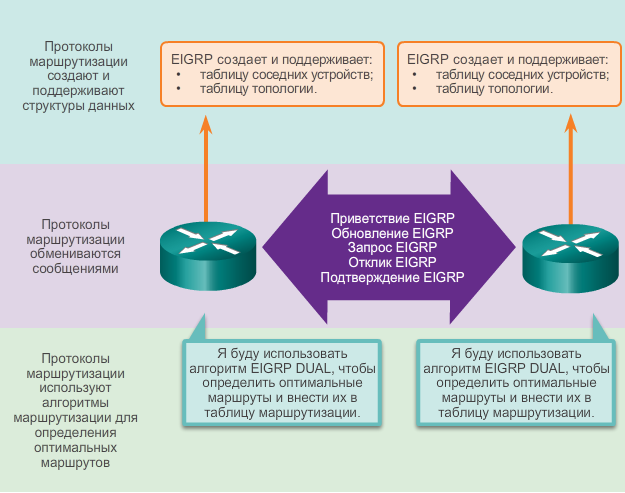 Протоколы
маршрутизации
создают и
поддерживают
структуры данных
EIGRP создает и поддерживает:
• таблицу соседних устройств;
• таблицу топологии.
EIGRP создает и поддерживает:
• таблицу соседних устройств;
• таблицу топологии.
Протоколы
маршрутизации
обмениваются
сообщениями
Приветствие EIGRP
Обновление EIGRP
Запрос EIGRP
Отклик EIGRP
Подтверждение EIGRP
Протоколы
маршрутизации
используют
алгоритмы
маршрутизации для
определения
оптимальных
маршрутов
Я буду использовать
алгоритм EIGRP DUAL, чтобы
определить оптимальные
маршруты и внести их в
таблицу маршрутизации.
Я буду использовать
алгоритм EIGRP DUAL, чтобы
определить оптимальные
маршруты и внести их в
таблицу маршрутизации.